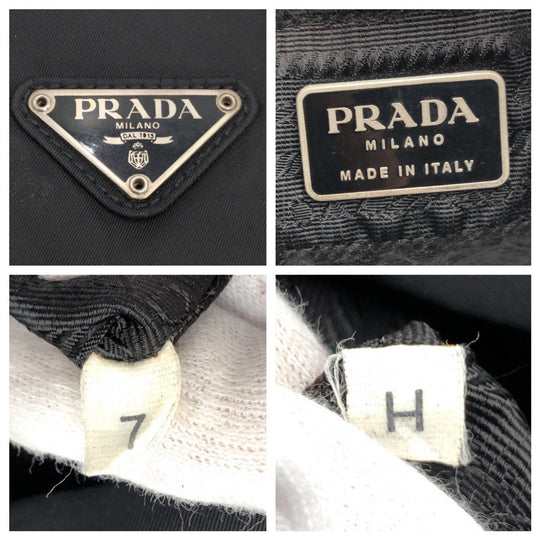 PRADA
MILANO
DAL 1913
PRADA
MILANO
MADE IN ITALY
7
H